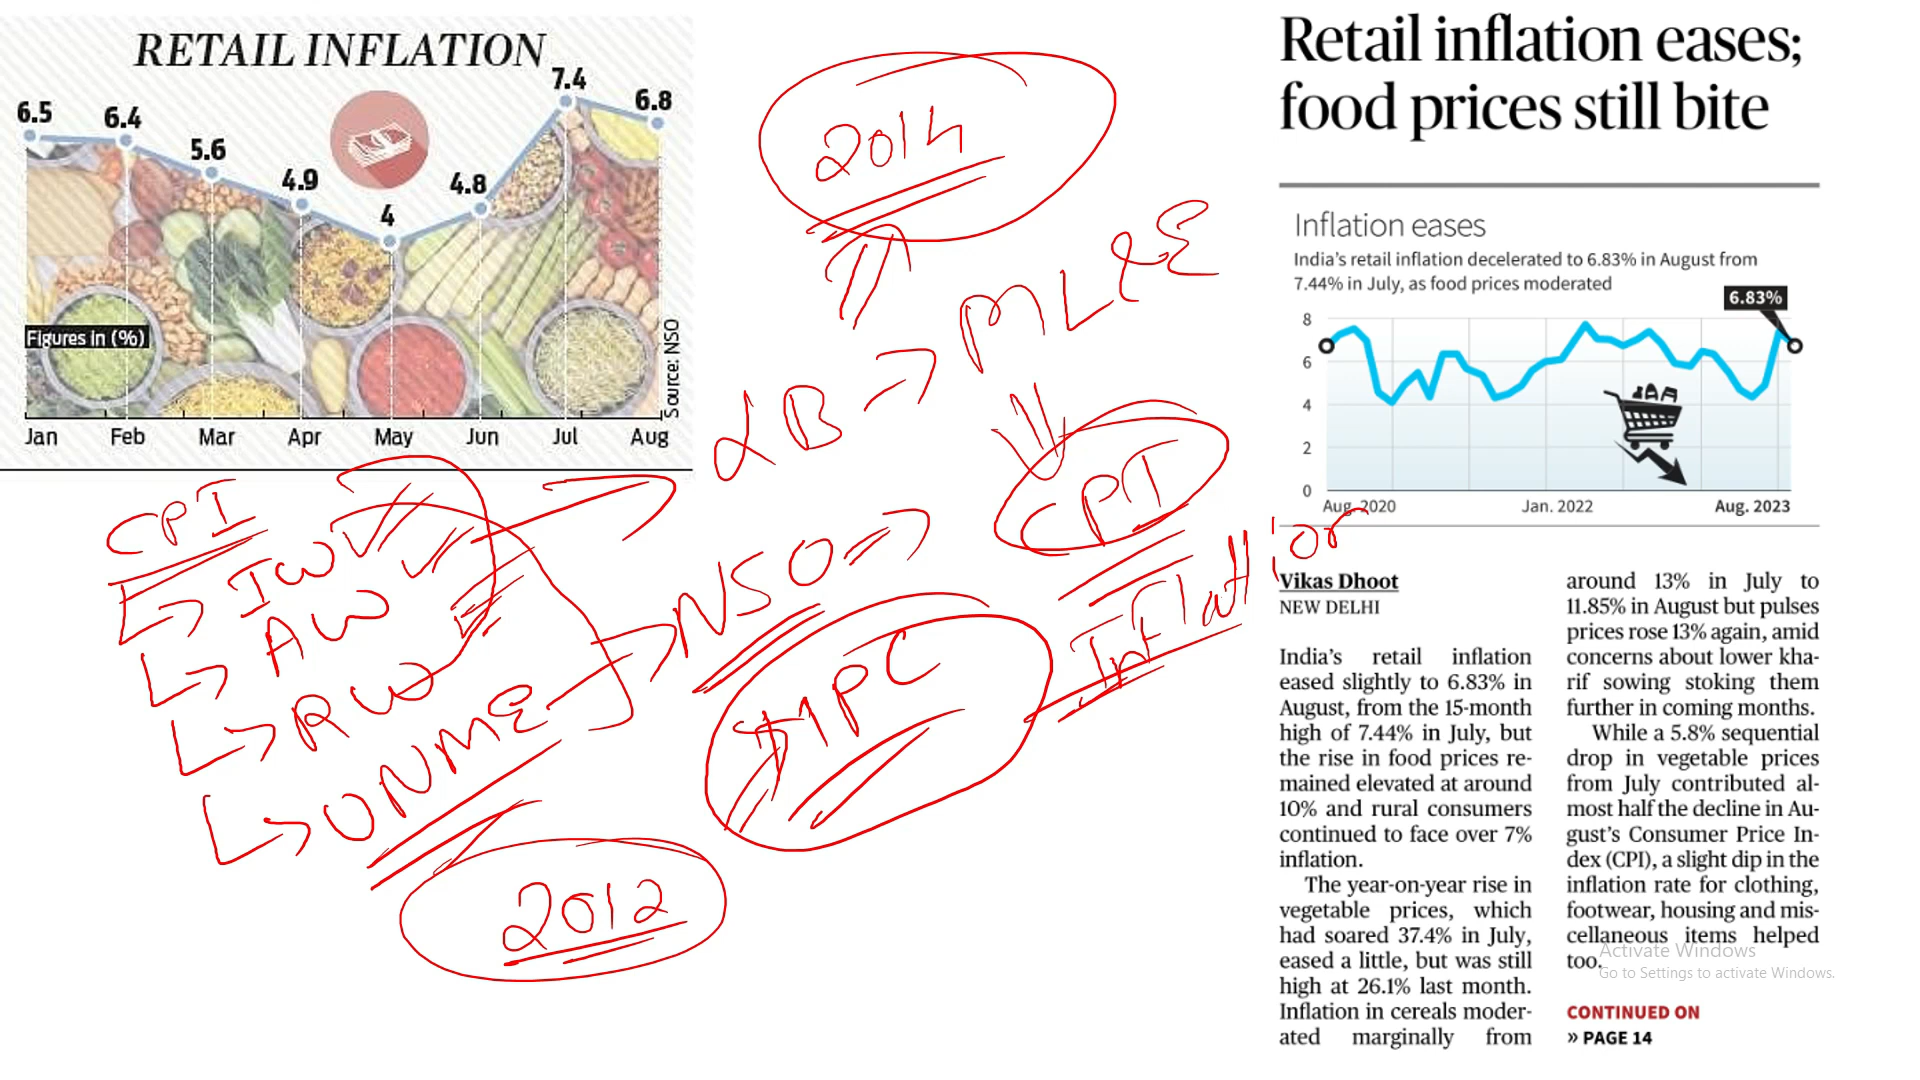 RETAIL INFLATION
6.5
6.4
5.6
4.9
4
4.8
7.4
6.8
Figures in (%)
Source: NSO
Jan Feb Mar Apr May Jun Jul Aug
2014
LB → ML&E
CPI
CPI
IW
AW
RW
UNME
NSO
Inflation
MPC
2012
Retail inflation eases;
food prices still bite
Inflation eases
India’s retail inflation decelerated to 6.83% in August from
7.44% in July, as food prices moderated
6.83%
8
6
4
2
0
Aug. 2020 Jan. 2022 Aug. 2023
Vikas Dhoot
NEW DELHI
India’s retail inflation
eased slightly to 6.83% in
August, from the 15-month
high of 7.44% in July, but
the rise in food prices re-
mained elevated at around
10% and rural consumers
continued to face over 7%
inflation.
The year-on-year rise in
vegetable prices, which
had soared 37.4% in July,
eased a little, but was still
high at 26.1% last month.
Inflation in cereals moder-
ated marginally from
around 13% in July to
11.85% in August but pulses
prices rose 13% again, amid
concerns about lower kha-
rif sowing stoking them
further in coming months.
While a 5.8% sequential
drop in vegetable prices
from July contributed al-
most half the decline in Au-
gust’s Consumer Price In-
dex (CPI), a slight dip in the
inflation rate for clothing,
footwear, housing and mis-
cellaneous items helped
too.
Activate Windows
Go to Settings to activate Windows.
CONTINUED ON
» PAGE 14